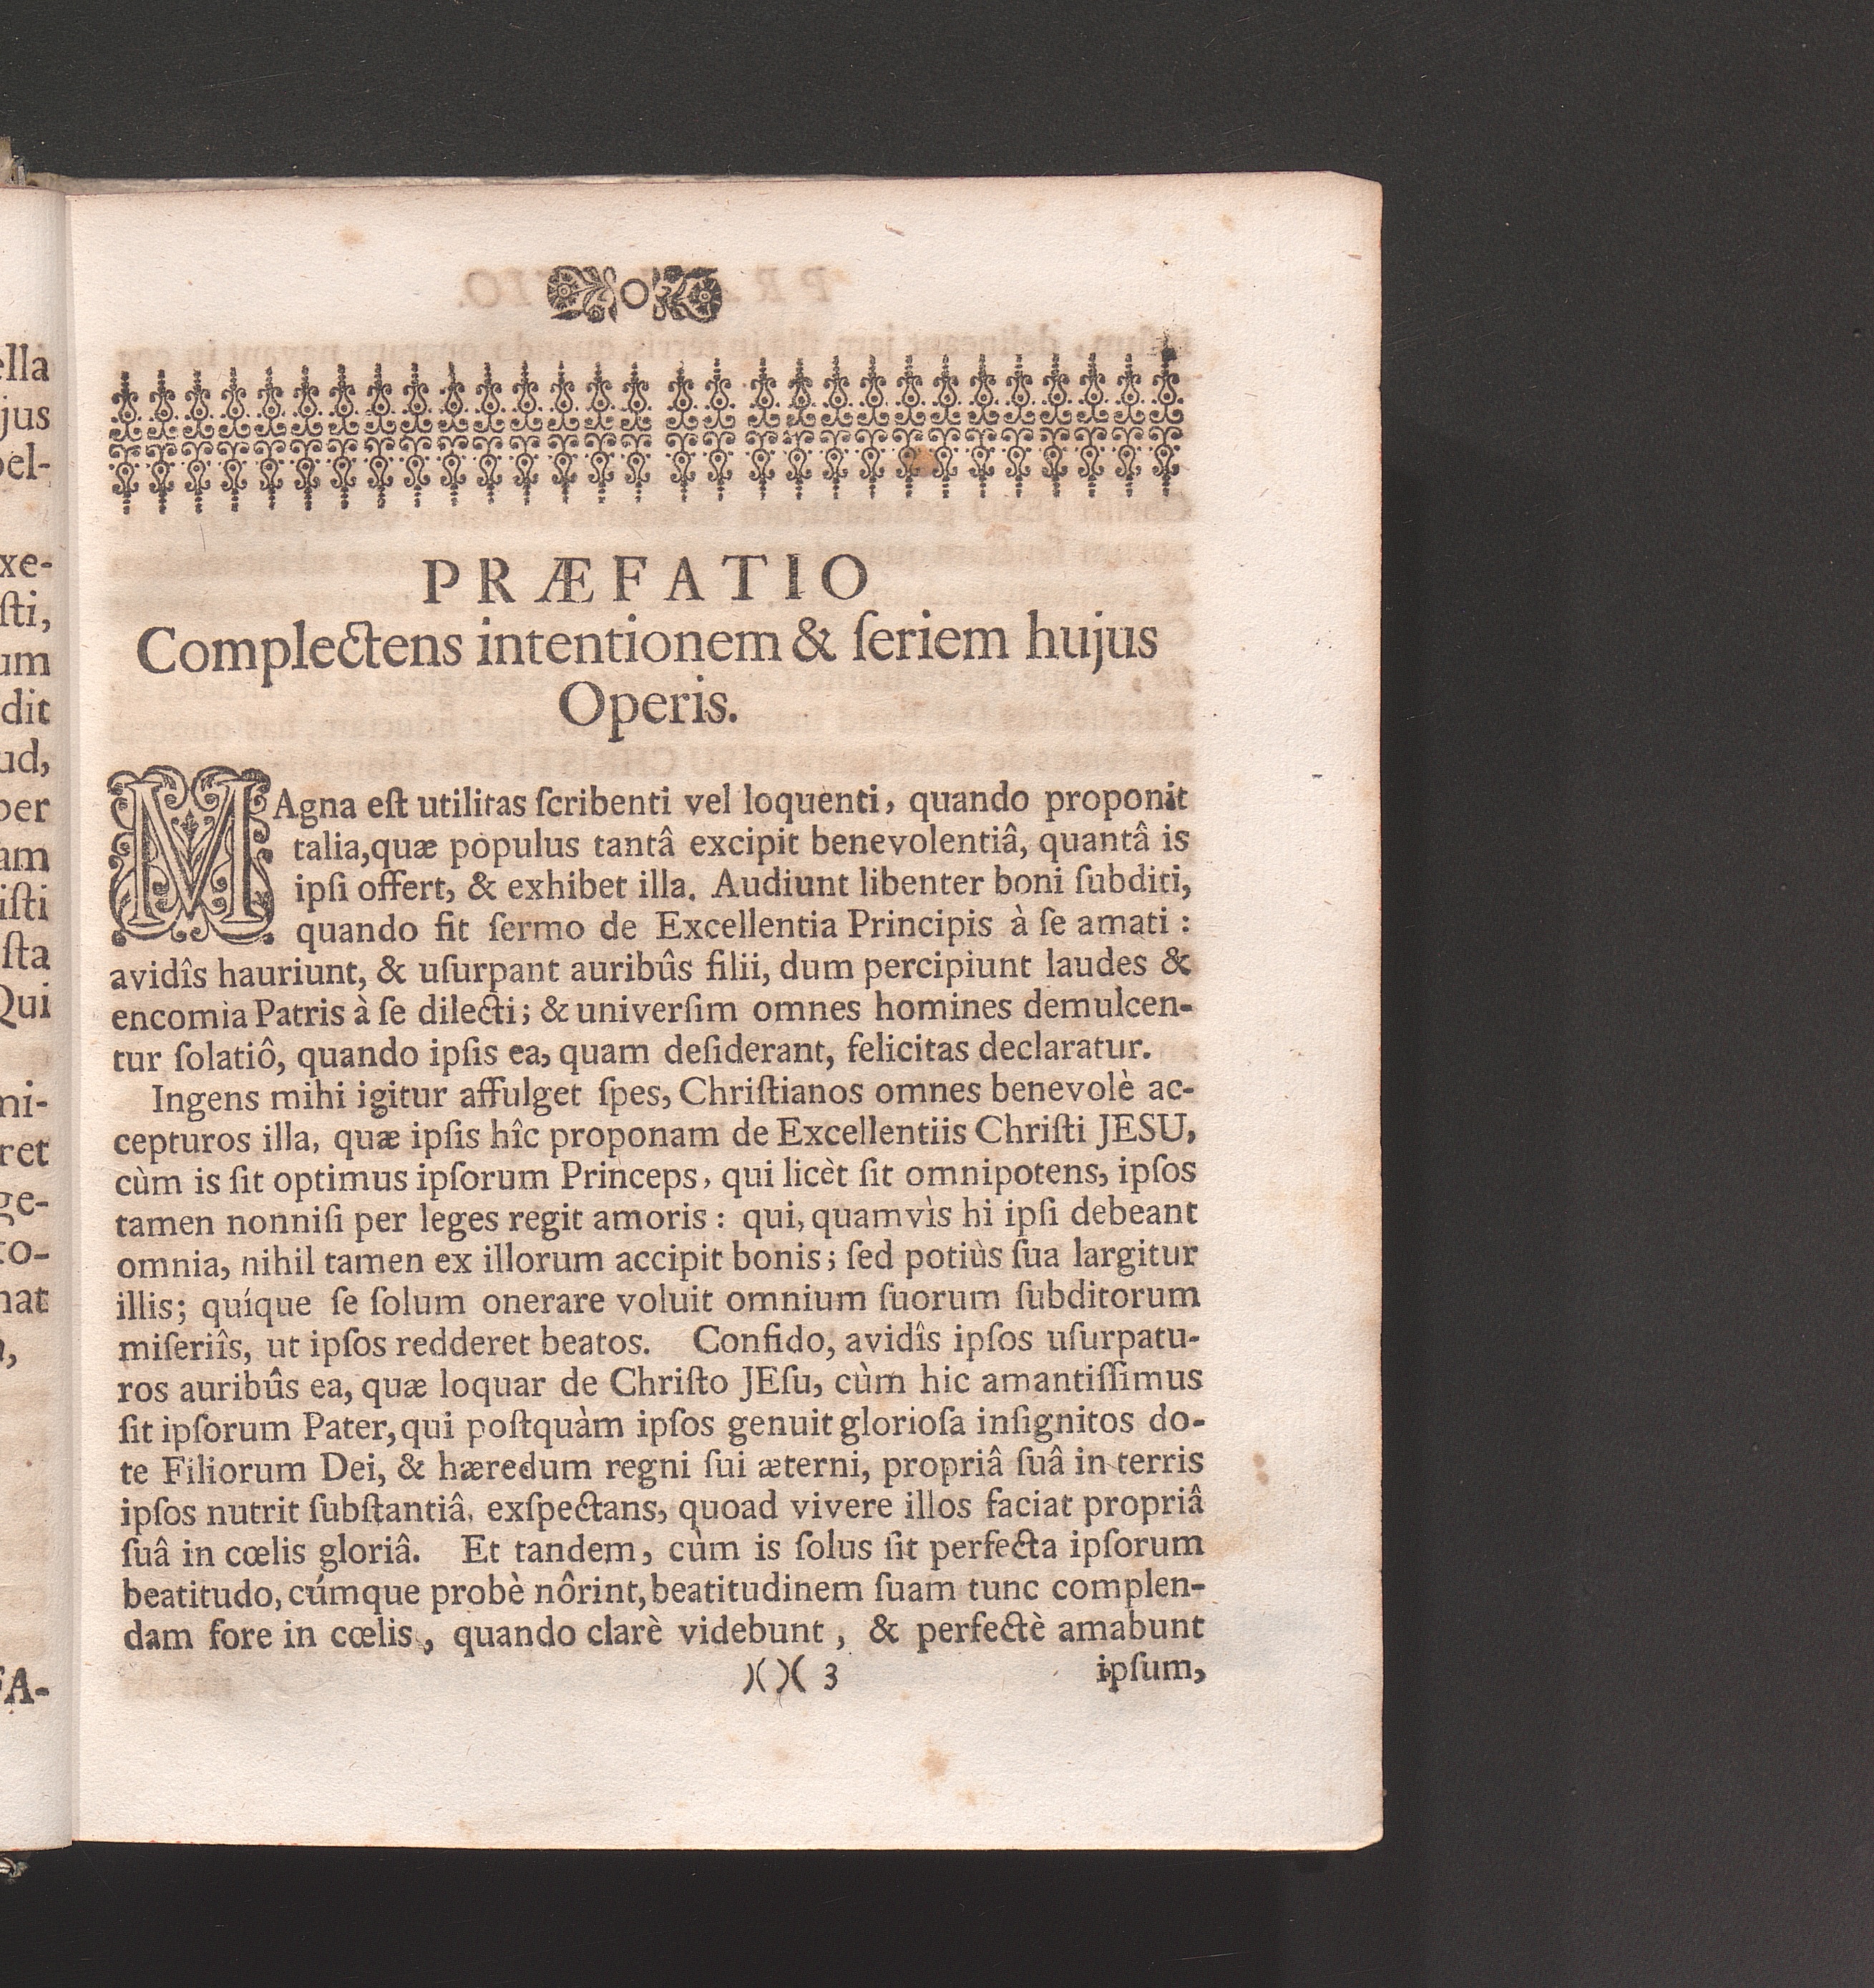 PRÆFATIO
Complectens intentionem & ſeriem hujus
Operis.
MAgna eſt utilitas ſcribenti vel loquenti, quando proponit
talia,quæ populus tantâ excipit benevolentiâ, quantâ is
ipſi offert, & exhibet illa. Audiunt libenter boni ſubditi,
quando fit ſermo de Excellentia Principis à ſe amati :
avidîs hauriunt, & uſurpant auribûs filii, dum percipiunt laudes &
encomia Patris à ſe dilecti; & univerſim omnes homines demulcen-
tur ſolatiô, quando ipſis ea, quam deſiderant, felicitas declaratur.
Ingens mihi igitur affulget ſpes, Chriſtianos omnes benevolè ac-
cepturos illa, quæ ipſis hîc proponam de Excellentiis Chriſti JESU,
cùm is ſit optimus ipſorum Princeps, qui licèt ſit omnipotens, ipſos
tamen nonniſi per leges regit amoris : qui, quamvìs hi ipſi debeant
omnia, nihil tamen ex illorum accipit bonis; ſed potiùs ſua largitur
illis; quíque ſe ſolum onerare voluit omnium ſuorum ſubditorum
miſeriîs, ut ipſos redderet beatos. Confido, avidîs ipſos uſurpatu-
ros auribûs ea, quæ loquar de Chriſto JEſu, cùm hic amantiſſimus
ſit ipſorum Pater, qui poſtquàm ipſos genuit glorioſa inſignitos do-
te Filiorum Dei, & hæredum regni ſui æterni, propriâ ſuâ in terris
ipſos nutrit ſubſtantiâ, exſpectans, quoad vivere illos faciat propriâ
ſuâ in cœlis gloriâ. Et tandem, cùm is ſolus ſit perfecta ipſorum
beatitudo, cúmque probè nôrint, beatitudinem ſuam tunc complen-
dam fore in cœlis, quando clarè videbunt, & perfectè amabunt
)( )( 3 ipſum,